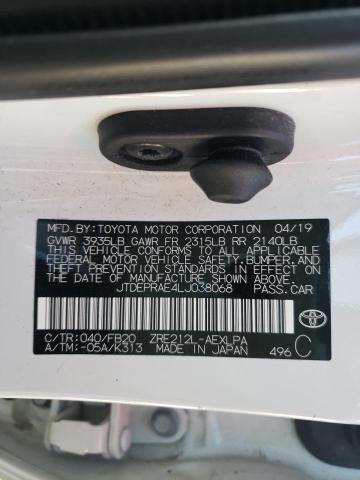 MFD. BY: TOYOTA MOTOR CORPORATION 04/19
GVWR 3935LB GAWR FR 2315LB RR 2140LB
THIS VEHICLE CONFORMS TO ALL APPLICABLE
FEDERAL MOTOR VEHICLE SAFETY, BUMPER, AND
THEFT PREVENTION STANDARDS IN EFFECT ON
THE DATE OF MANUFACTURE SHOWN ABOVE.
JTDEPRAE4LJ038068 PASS.CAR
C/TR:040/FB20 ZRE212L-AEXLPA
A/TM:-05A/K313 MADE IN JAPAN 496 C
TOYOTA